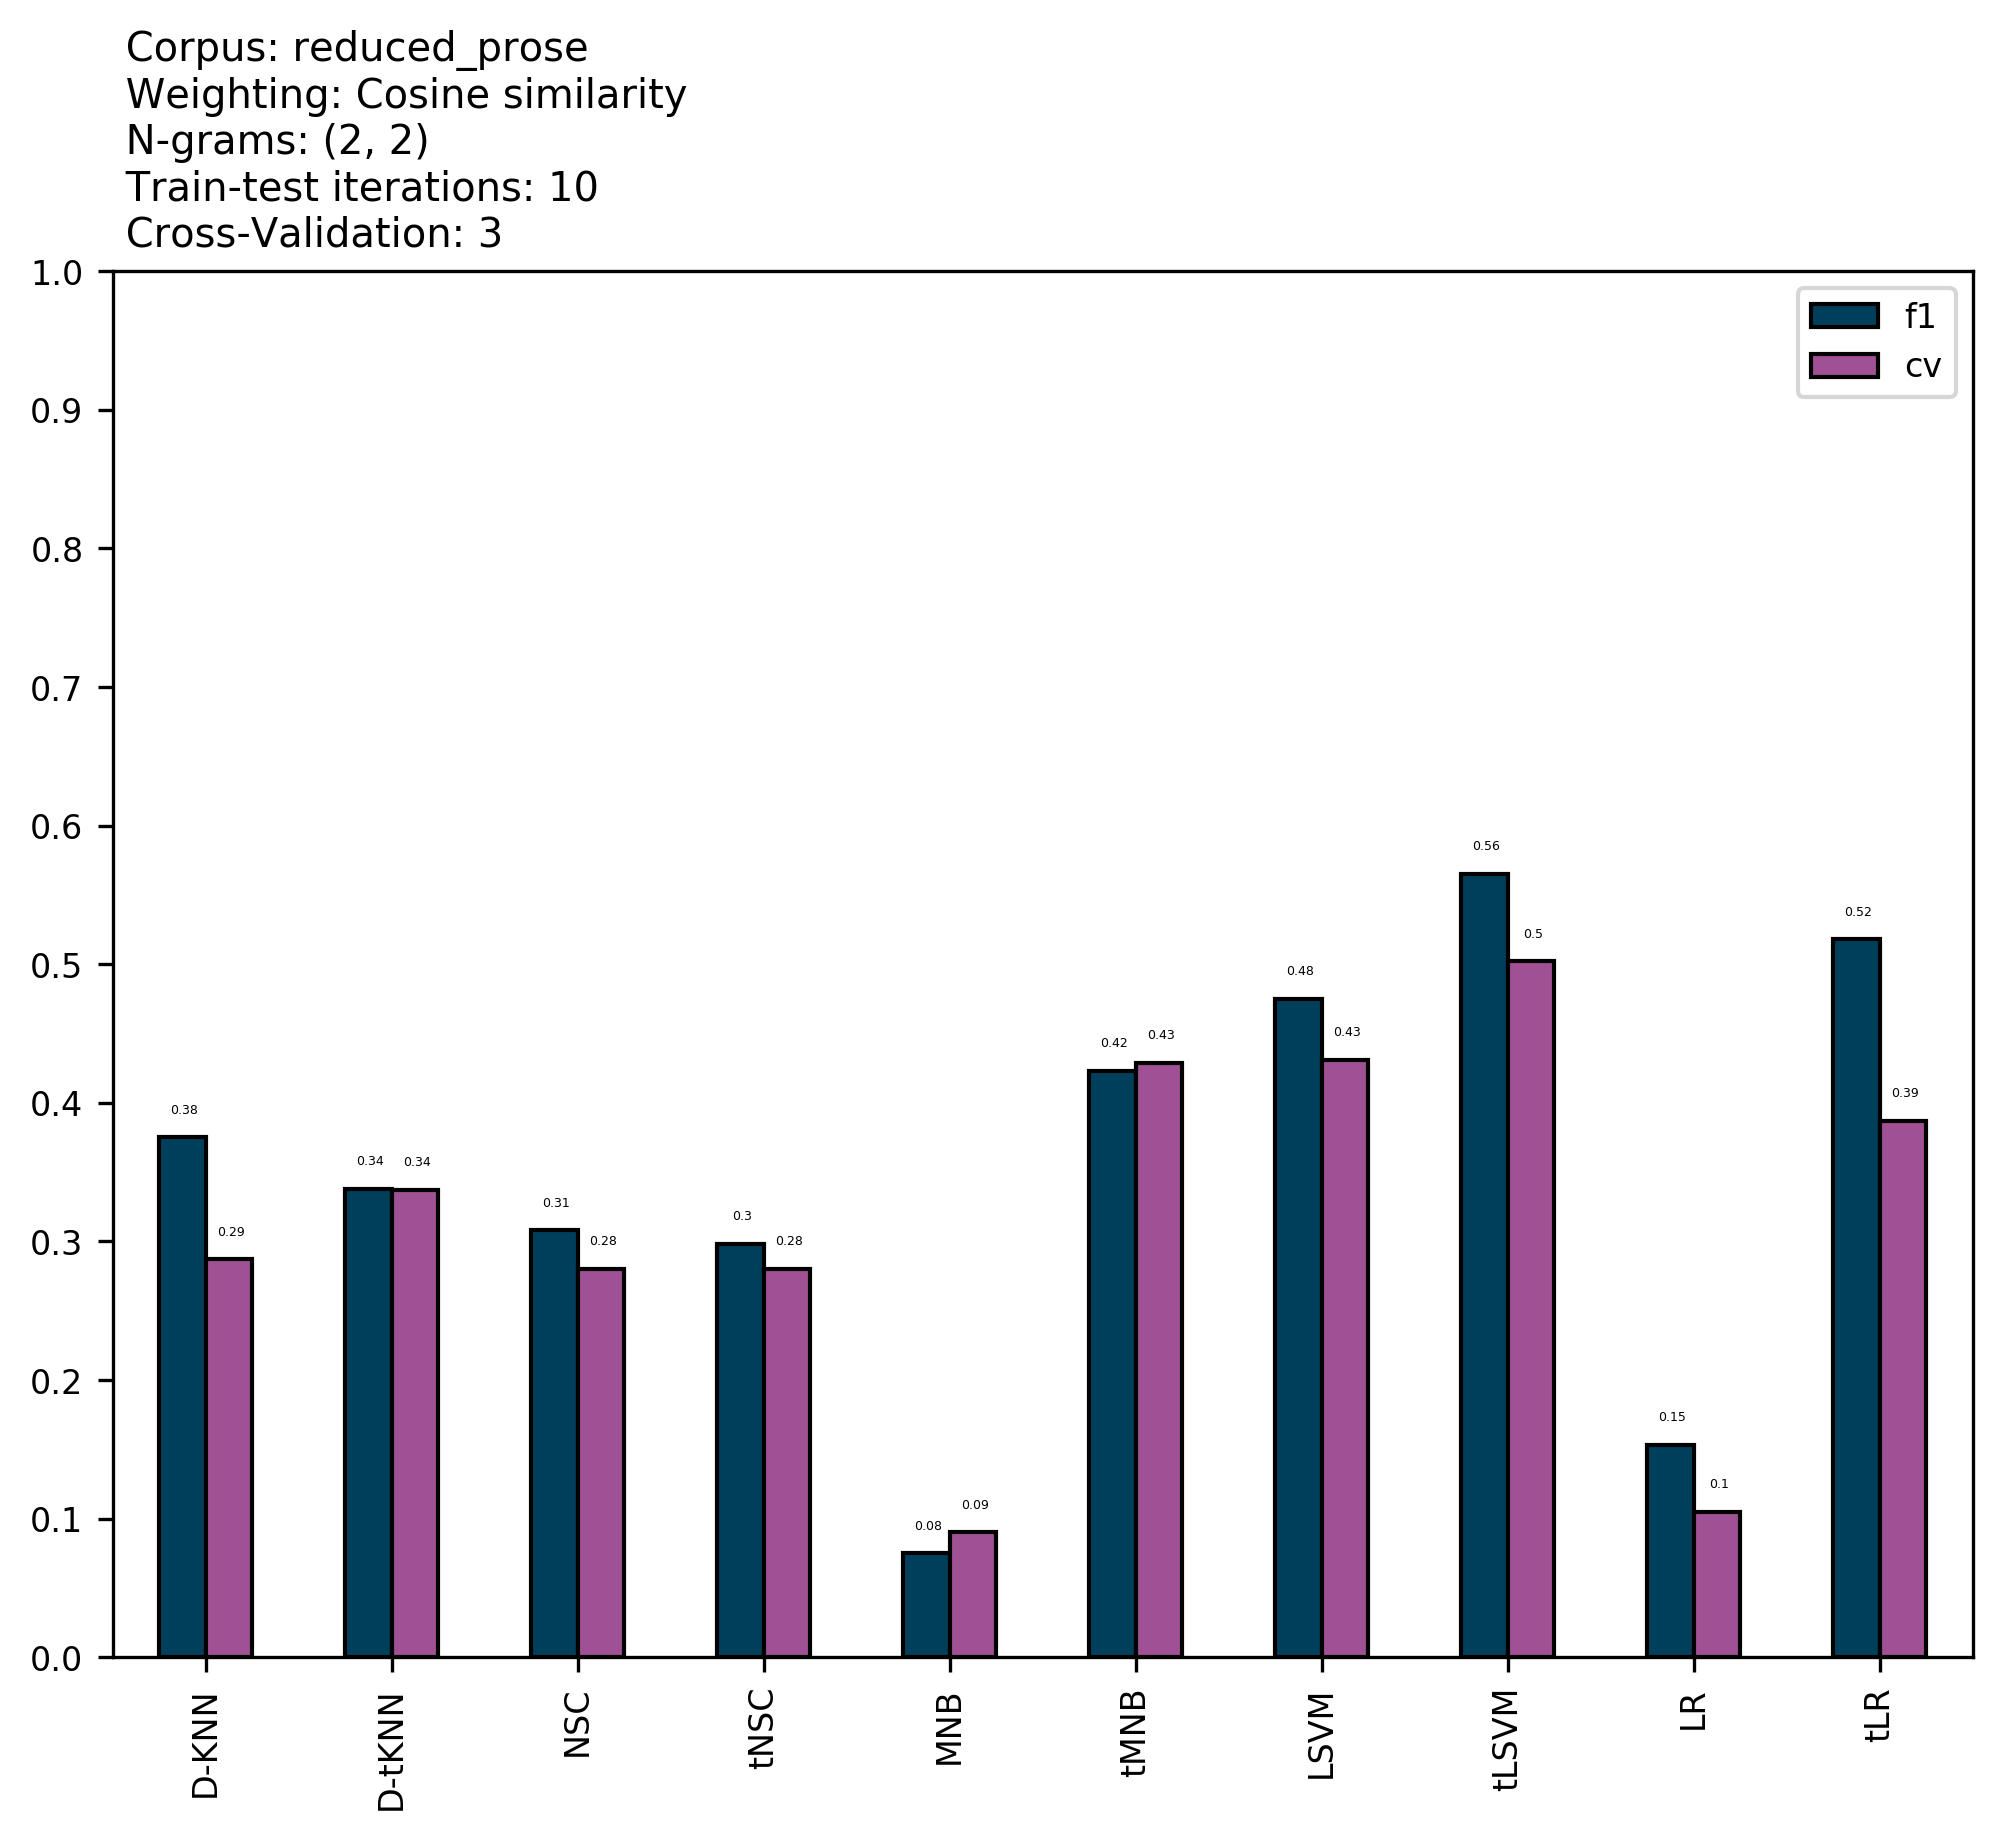 Corpus: reduced_prose
Weighting: Cosine similarity
N-grams: (2, 2)
Train-test iterations: 10
Cross-Validation: 3
1.0
0.9
0.8
0.7
0.6
0.5
0.4
0.3
0.2
0.1
0.0
f1
cv
0.38
0.29
0.34
0.34
0.31
0.28
0.3
0.28
0.08
0.09
0.42
0.43
0.48
0.43
0.56
0.5
0.15
0.1
0.52
0.39
D-KNN
D-tKNN
NSC
tNSC
MNB
tMNB
LSVM
tLSVM
LR
tLR